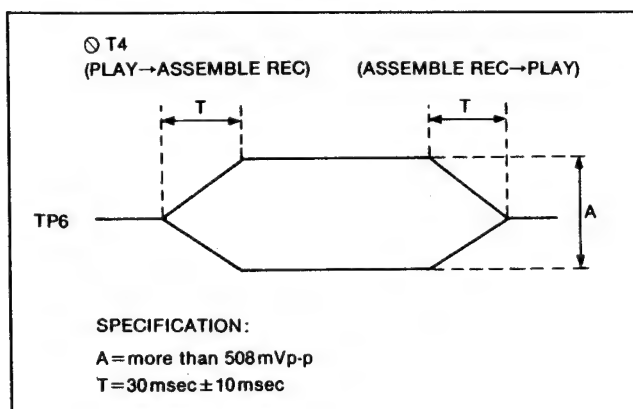 ⦸ T4
(PLAY→ASSEMBLE REC) (ASSEMBLE REC→PLAY)
T T
TP6 A
SPECIFICATION:
A=more than 508mVp-p
T=30msec±10msec